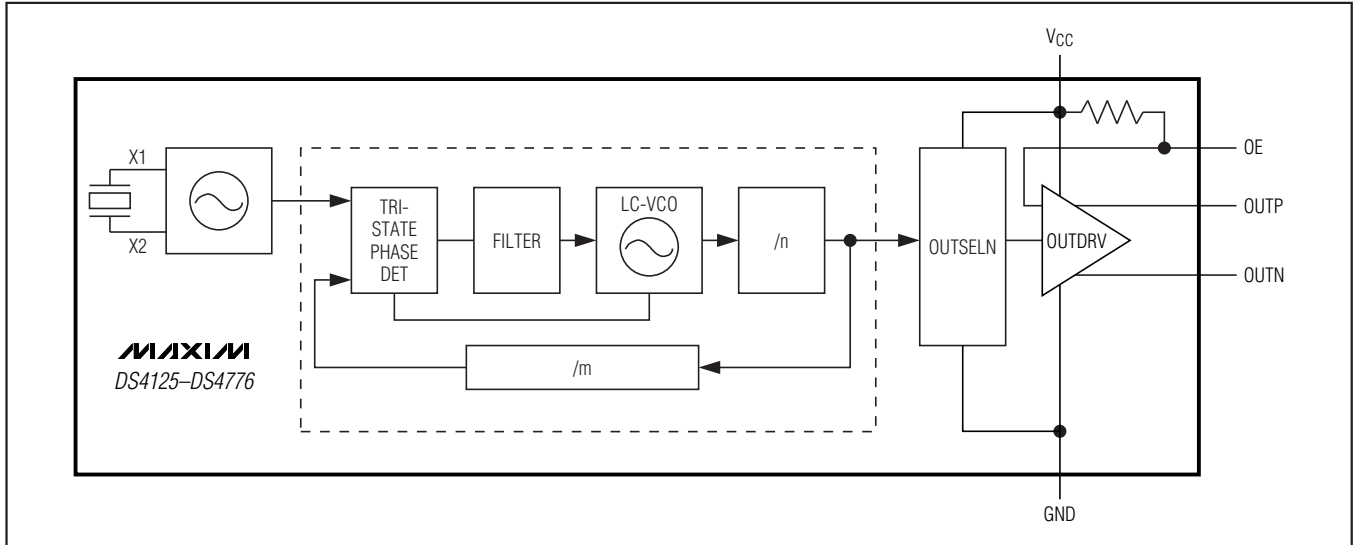 VCC
X1
X2
TRI-
STATE
PHASE
DET
FILTER
LC-VCO
/n
/m
OUTSELN
OUTDRV
OE
OUTP
OUTN
MAXIM
DS4125–DS4776
GND